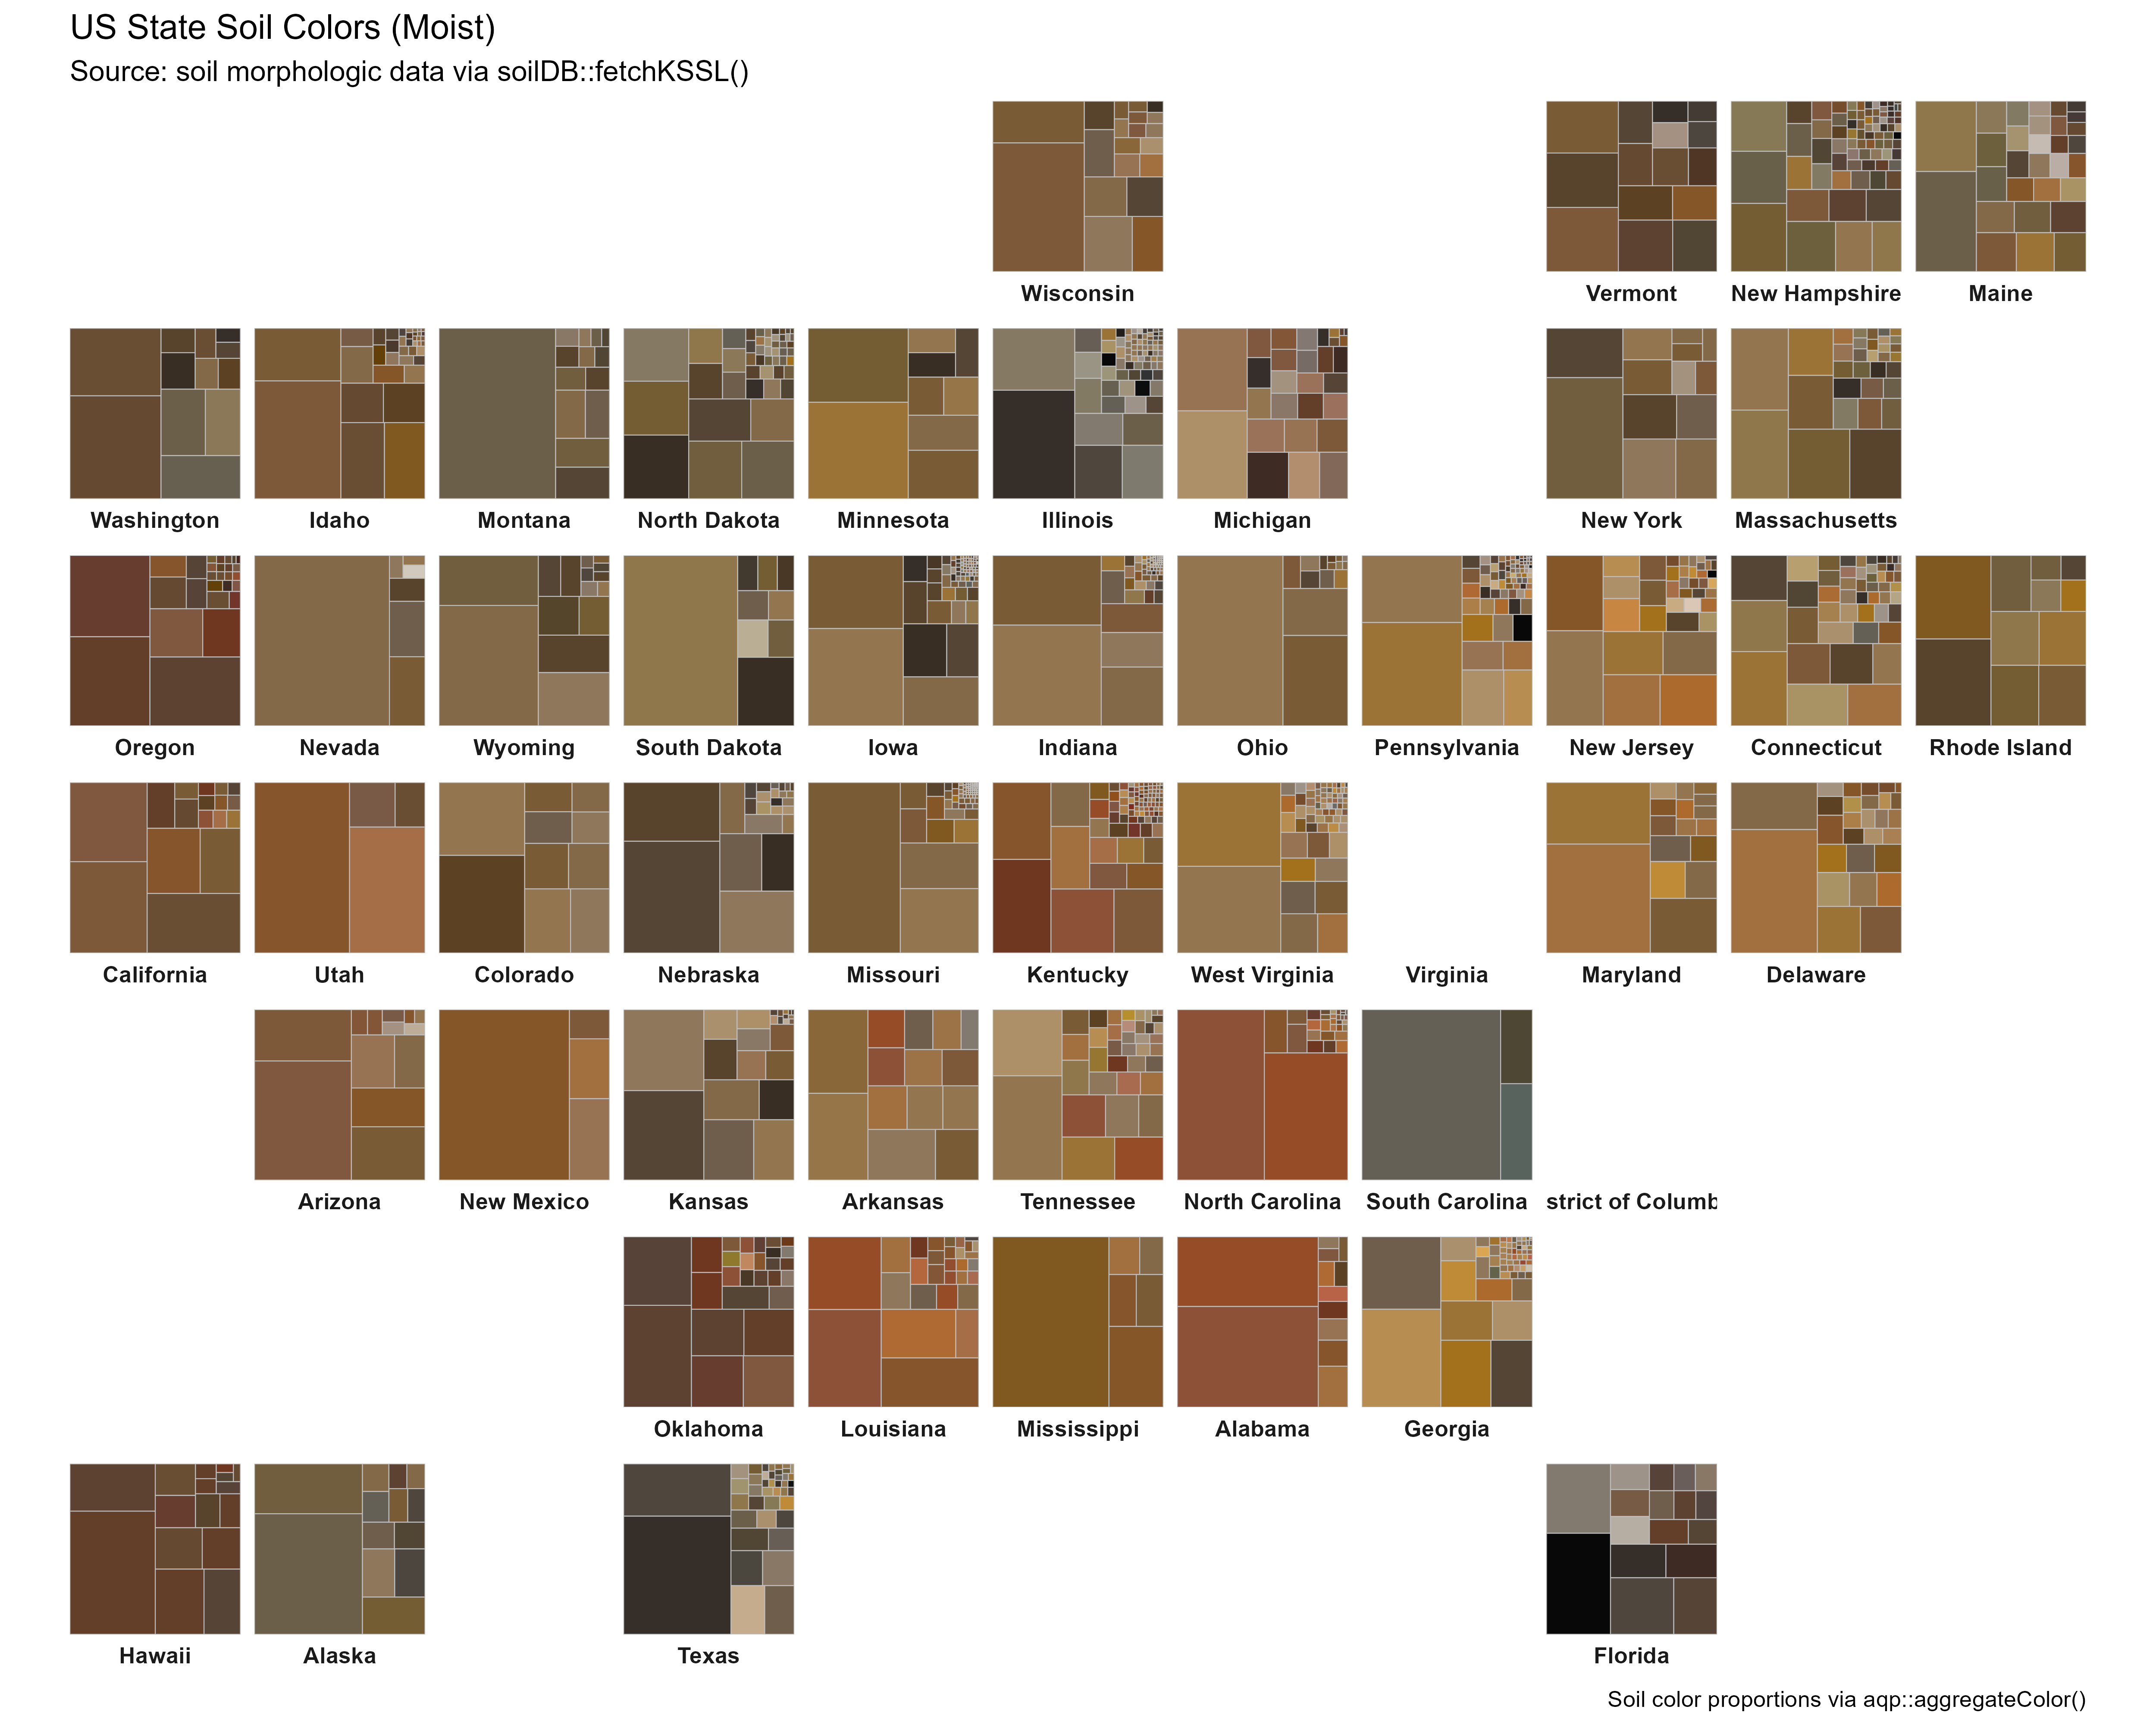 US State Soil Colors (Moist)
Source: soil morphologic data via soilDB::fetchKSSL()
Wisconsin Vermont New Hampshire Maine
Washington Idaho Montana North Dakota Minnesota Illinois Michigan New York Massachusetts
Oregon Nevada Wyoming South Dakota Iowa Indiana Ohio Pennsylvania New Jersey Connecticut Rhode Island
California Utah Colorado Nebraska Missouri Kentucky West Virginia Virginia Maryland Delaware
Arizona New Mexico Kansas Arkansas Tennessee North Carolina South Carolina strict of Columb
Oklahoma Louisiana Mississippi Alabama Georgia
Hawaii Alaska Texas Florida
Soil color proportions via aqp::aggregateColor()